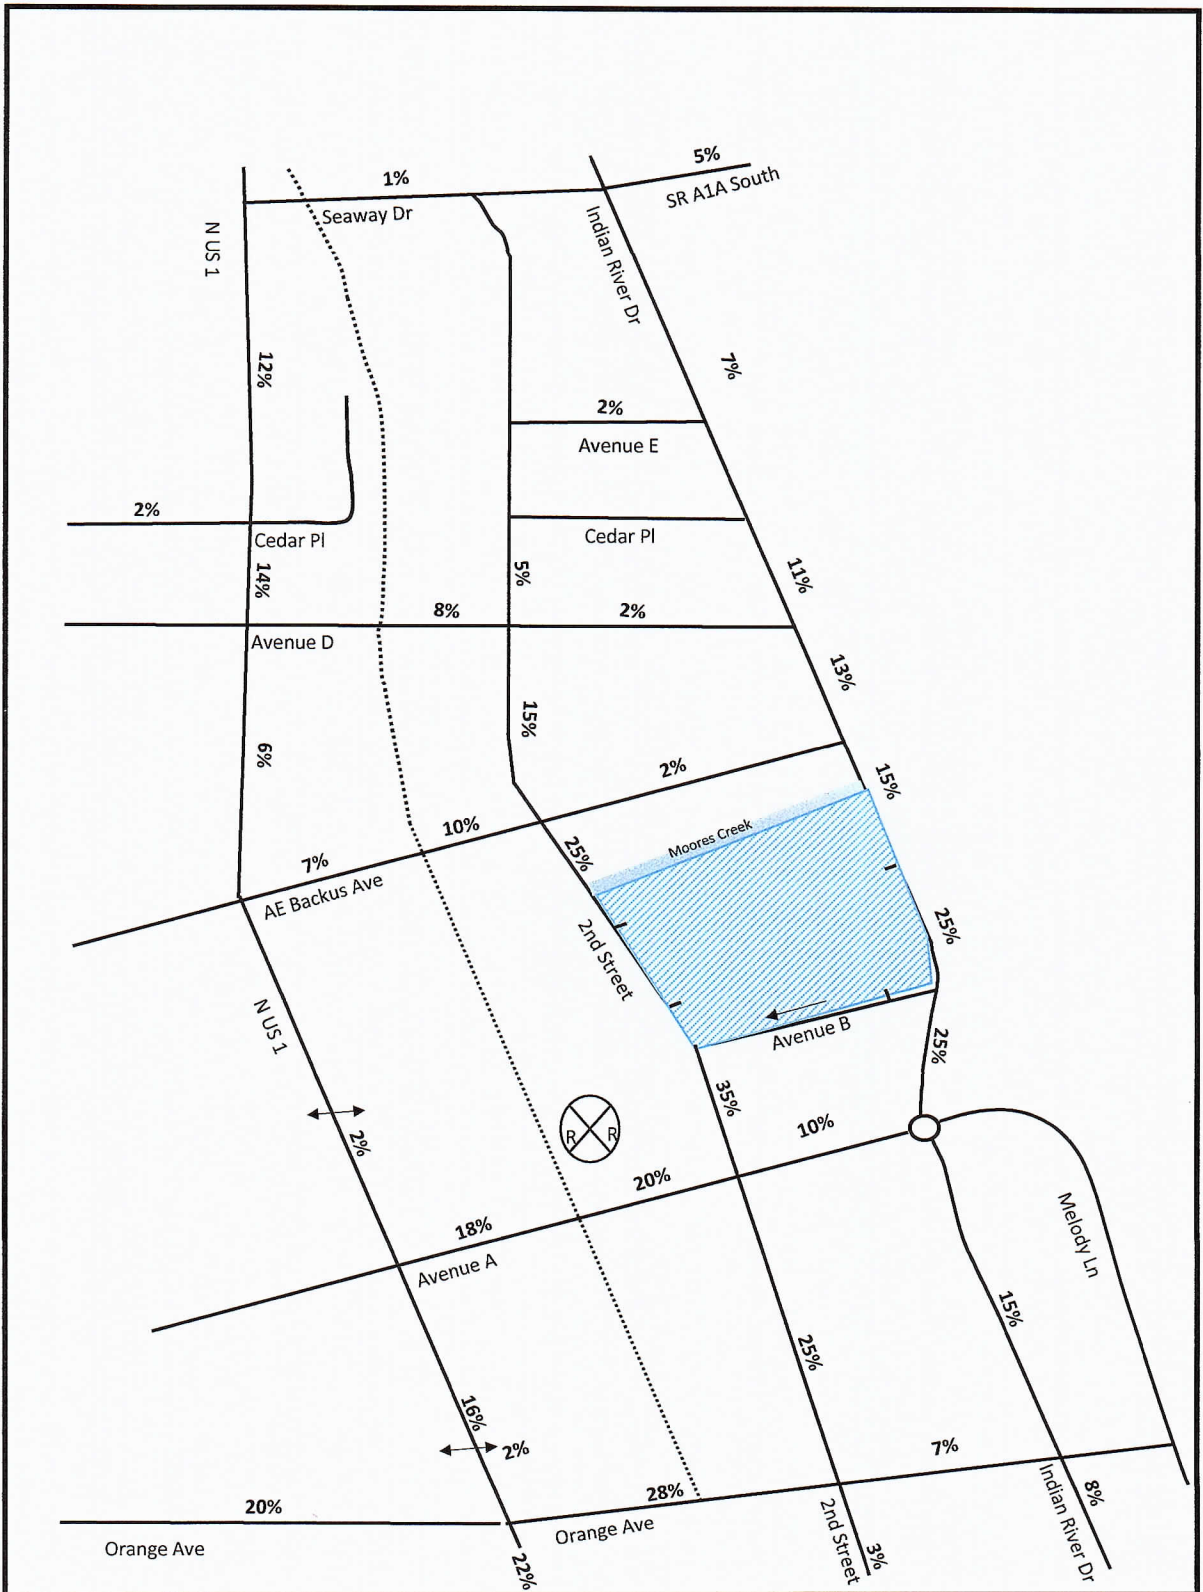 5%
1%
SR A1A South
Seaway Dr
Indian River Dr
N US 1
12%
7%
2%
Avenue E
2%
Cedar Pl
Cedar Pl
14%
5%
11%
8%
2%
Avenue D
13%
15%
6%
2%
15%
10%
25%
Moores Creek
7%
AE Backus Ave
25%
2nd Street
N US 1
Avenue B
25%
35%
R R
2%
10%
20%
18%
Avenue A
Melody Ln
15%
25%
16%
2%
7%
28%
20%
Orange Ave
Orange Ave
2nd Street
3%
Indian River Dr
8%
22%